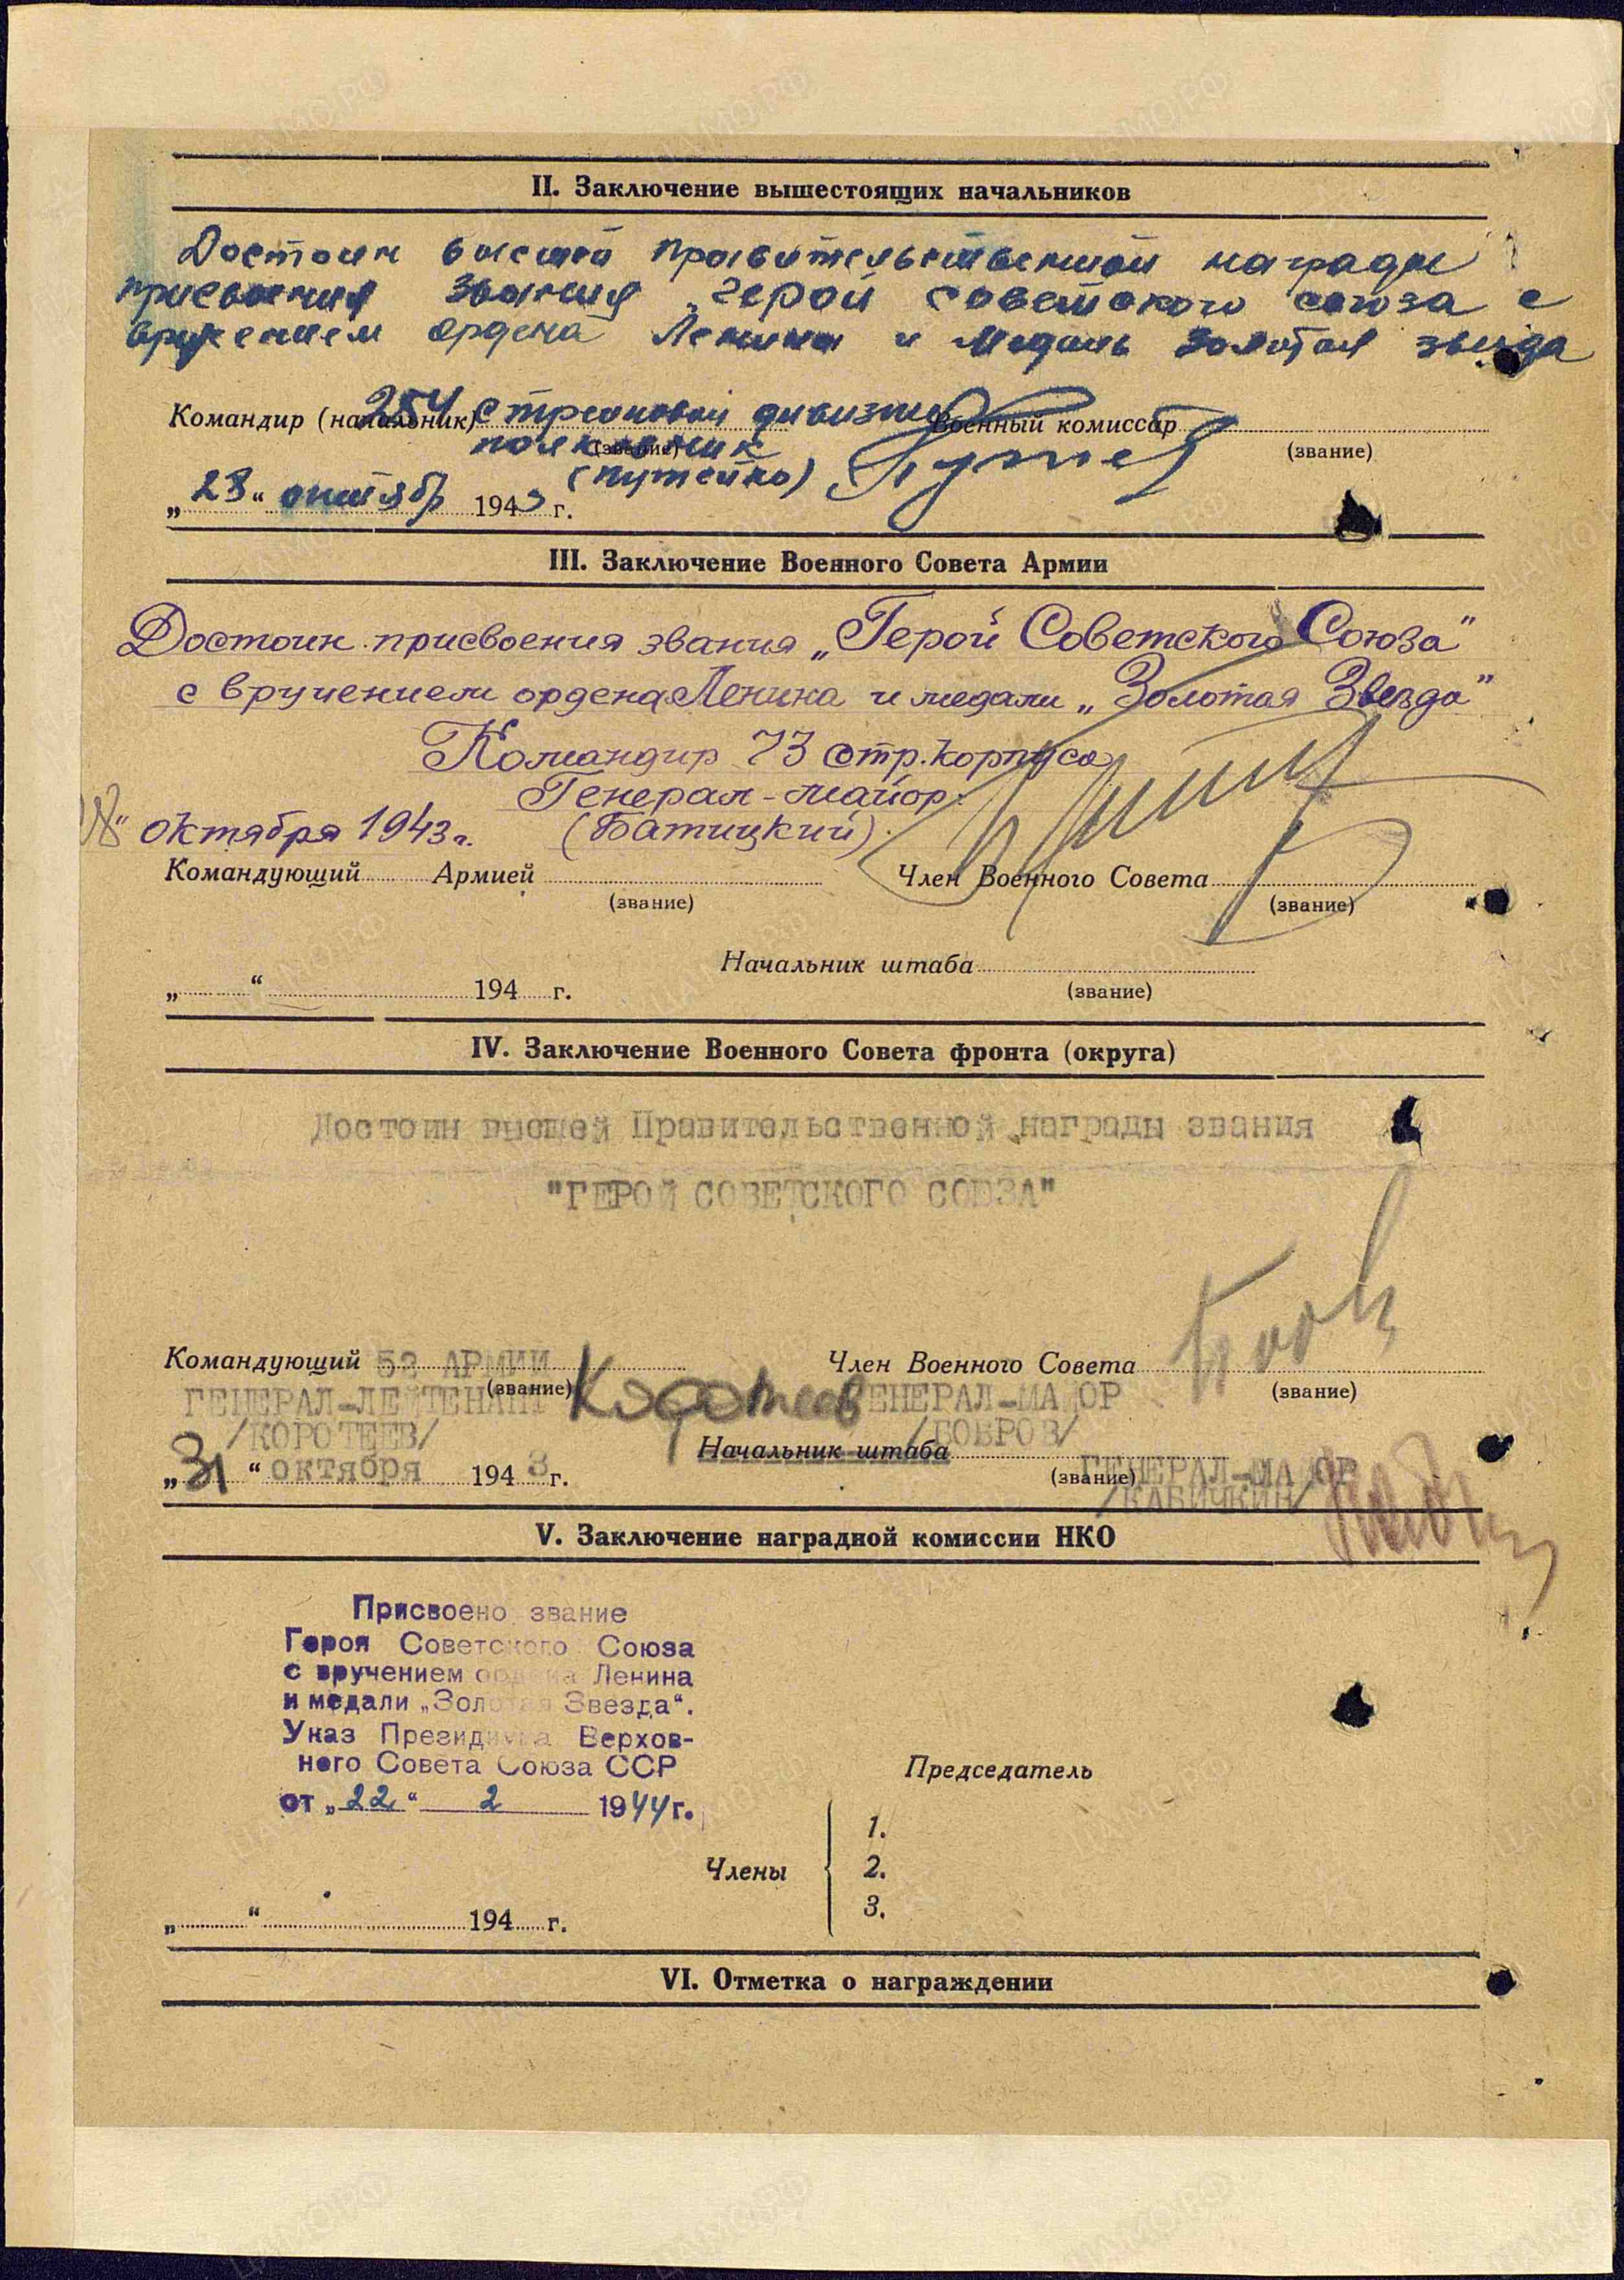 II. Заключение вышестоящих начальников
Достоин высшей правительственной награды
присвоения звания „герой советского союза с
вручением ордена Ленина и медаль золотая звезда
Командир (начальник) 254 стрелковой дивизии Военный комиссар
полковник (звание) (звание)
(путейко)
„28“ октябр 1943 г.
III. Заключение Военного Совета Армии
Достоин присвоения звания „Герой Советского Союза“
с вручением ордена Ленина и медали „Золотая Звезда“
Командир 73 стр. корпуса
Генерал-майор
октября 1943 г. (Батицкий).
Командующий Армией Член Военного Совета
(звание) (звание)
Начальник штаба
„ “ 194 г. (звание)
IV. Заключение Военного Совета фронта (округа)
Достоин высшей Правительственной награды звания
"ГЕРОЙ СОВЕТСКОГО СОЮЗА"
Командующий 52 АРМИИ Член Военного Совета
ГЕНЕРАЛ-ЛЕЙТЕНАНТ (звание) Коротеев ГЕНЕРАЛ-МАЙОР (звание)
/КОРОТЕЕВ/ /БОБРОВ/
Начальник штаба
„31“ октября 1943 г. (звание) ГЕНЕРАЛ-МАЙОР
/КАБИЧКИН/
V. Заключение наградной комиссии НКО
Присвоено звание
Героя Советского Союза
с вручением ордена Ленина
и медали „Золотая Звезда“.
Указ Президиума Верхов-
ного Совета Союза ССР
от „22“ 2 1944 г.
Председатель
1.
Члены 2.
3.
„ “ 194 г.
VI. Отметка о награждении